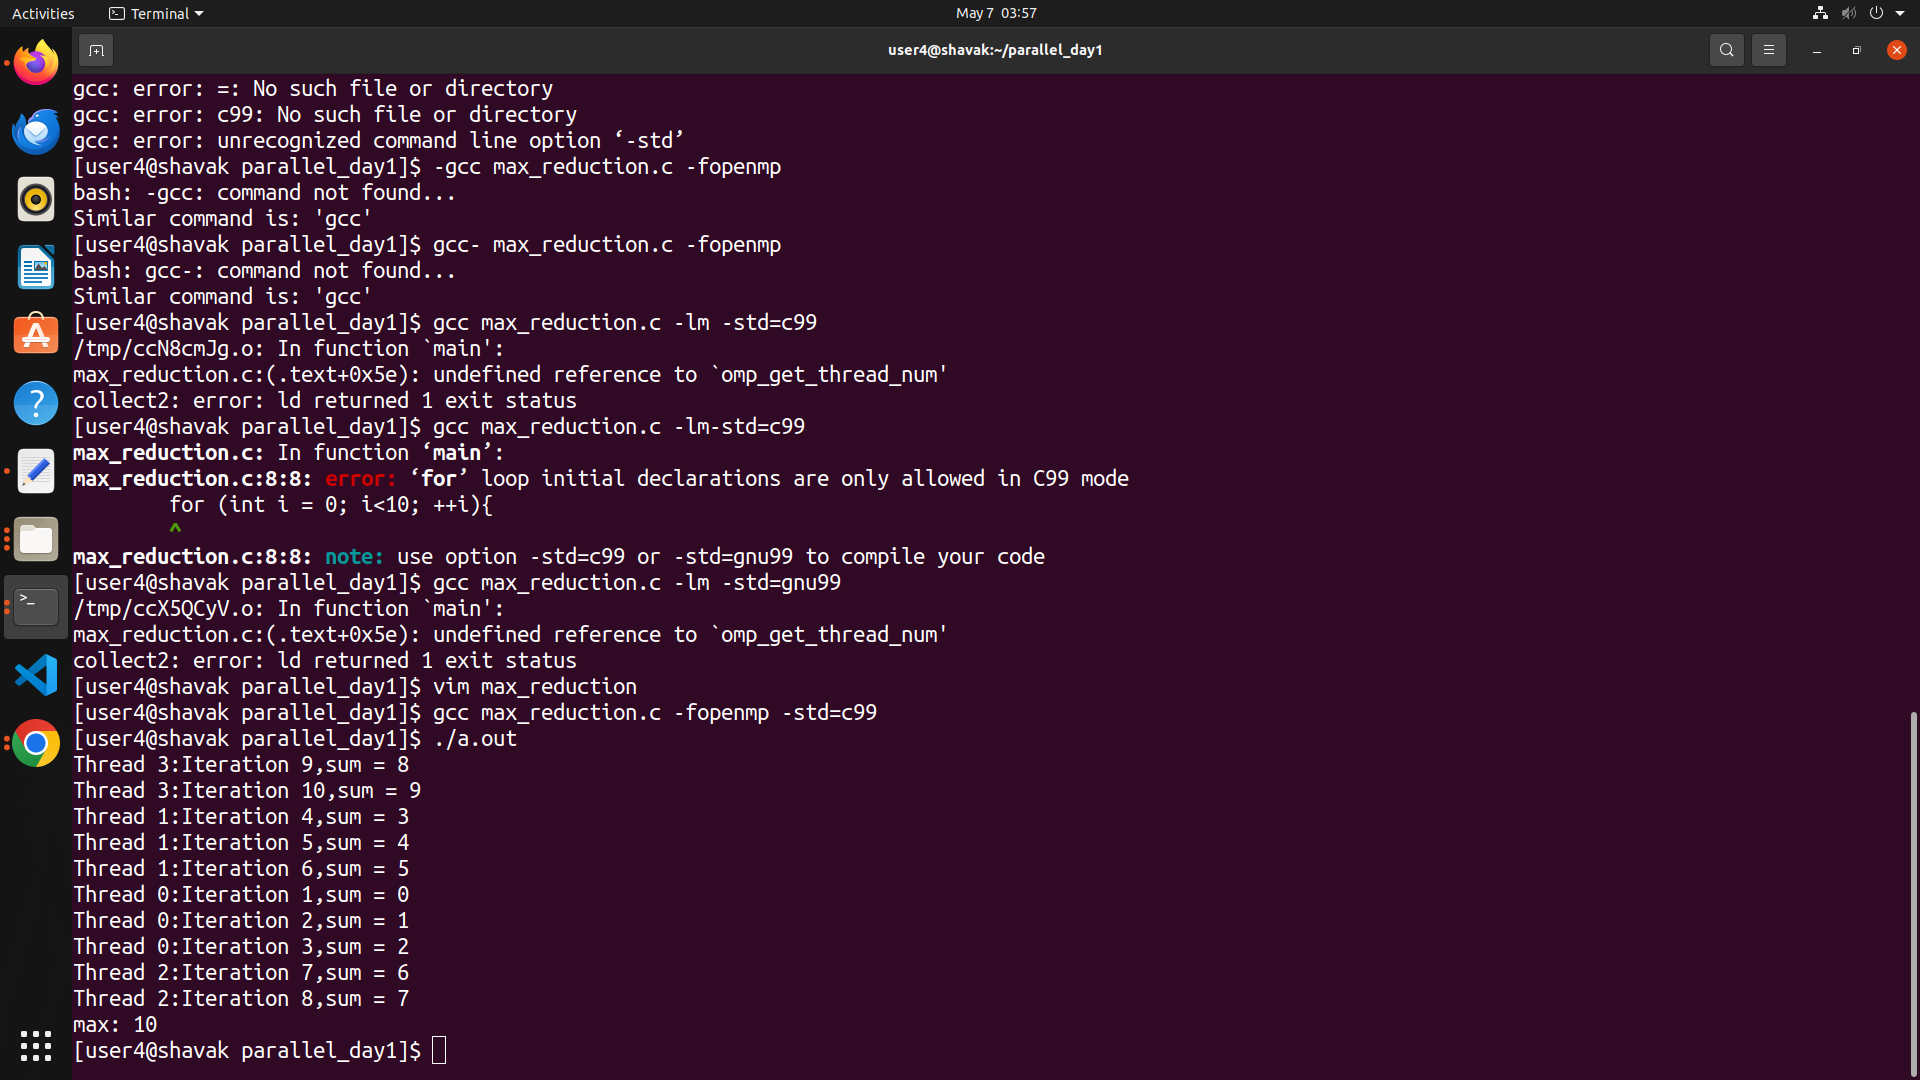 Activities
Terminal
May 7 03:57
user4@shavak:~/parallel_day1
gcc: error: =: No such file or directory
gcc: error: c99: No such file or directory
gcc: error: unrecognized command line option ‘-std’
[user4@shavak parallel_day1]$ -gcc max_reduction.c -fopenmp
bash: -gcc: command not found...
Similar command is: 'gcc'
[user4@shavak parallel_day1]$ gcc- max_reduction.c -fopenmp
bash: gcc-: command not found...
Similar command is: 'gcc'
[user4@shavak parallel_day1]$ gcc max_reduction.c -lm -std=c99
/tmp/ccN8cmJg.o: In function `main':
max_reduction.c:(.text+0x5e): undefined reference to `omp_get_thread_num'
collect2: error: ld returned 1 exit status
[user4@shavak parallel_day1]$ gcc max_reduction.c -lm-std=c99
max_reduction.c: In function ‘main’:
max_reduction.c:8:8: error: ‘for’ loop initial declarations are only allowed in C99 mode
for (int i = 0; i<10; ++i){
^
max_reduction.c:8:8: note: use option -std=c99 or -std=gnu99 to compile your code
[user4@shavak parallel_day1]$ gcc max_reduction.c -lm -std=gnu99
/tmp/ccX5QCyV.o: In function `main':
max_reduction.c:(.text+0x5e): undefined reference to `omp_get_thread_num'
collect2: error: ld returned 1 exit status
[user4@shavak parallel_day1]$ vim max_reduction
[user4@shavak parallel_day1]$ gcc max_reduction.c -fopenmp -std=c99
[user4@shavak parallel_day1]$ ./a.out
Thread 3:Iteration 9,sum = 8
Thread 3:Iteration 10,sum = 9
Thread 1:Iteration 4,sum = 3
Thread 1:Iteration 5,sum = 4
Thread 1:Iteration 6,sum = 5
Thread 0:Iteration 1,sum = 0
Thread 0:Iteration 2,sum = 1
Thread 0:Iteration 3,sum = 2
Thread 2:Iteration 7,sum = 6
Thread 2:Iteration 8,sum = 7
max: 10
[user4@shavak parallel_day1]$